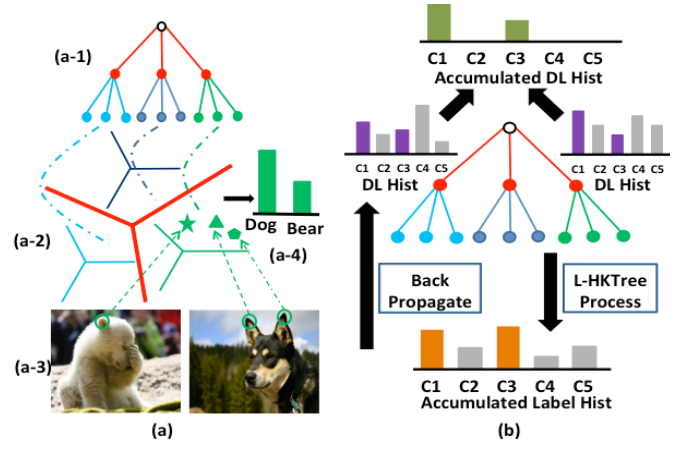 (a-1)
(a-2)
Dog Bear
(a-4)
(a-3)
(a)
C1 C2 C3 C4 C5
Accumulated DL Hist
C1 C2 C3 C4 C5
DL Hist
C1 C2 C3 C4 C5
DL Hist
Back
Propagate
L-HKTree
Process
C1 C2 C3 C4 C5
Accumulated Label Hist
(b)